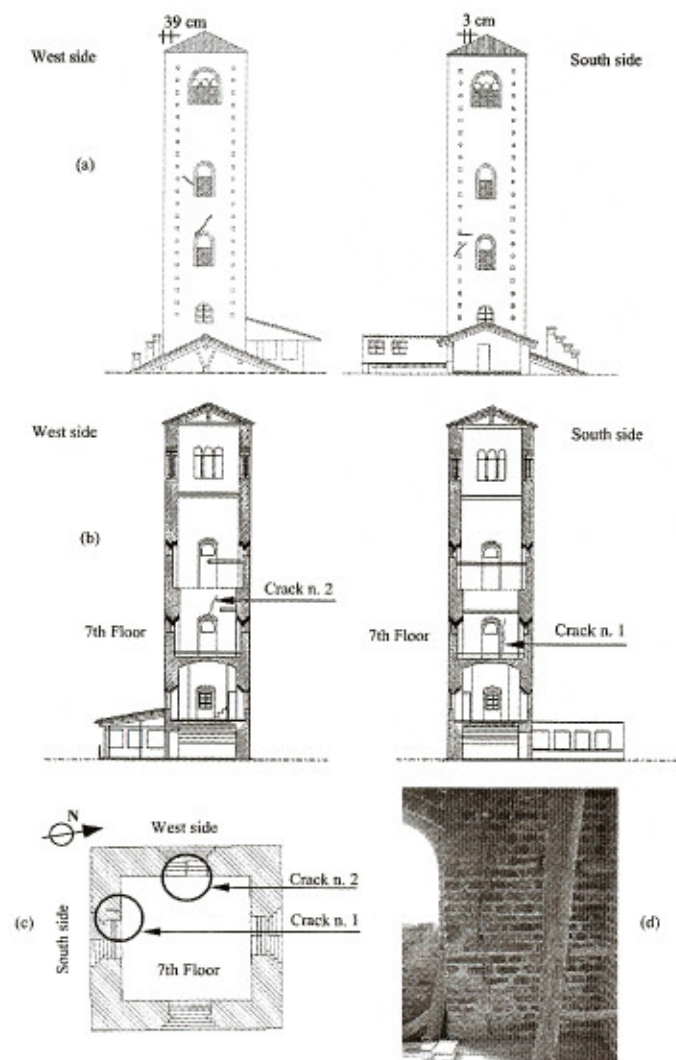 39 cm
3 cm
West side
South side
(a)
West side
South side
(b)
Crack n. 2
7th Floor
7th Floor
Crack n. 1
N
West side
Crack n. 2
(c)
South side
Crack n. 1
(d)
7th Floor